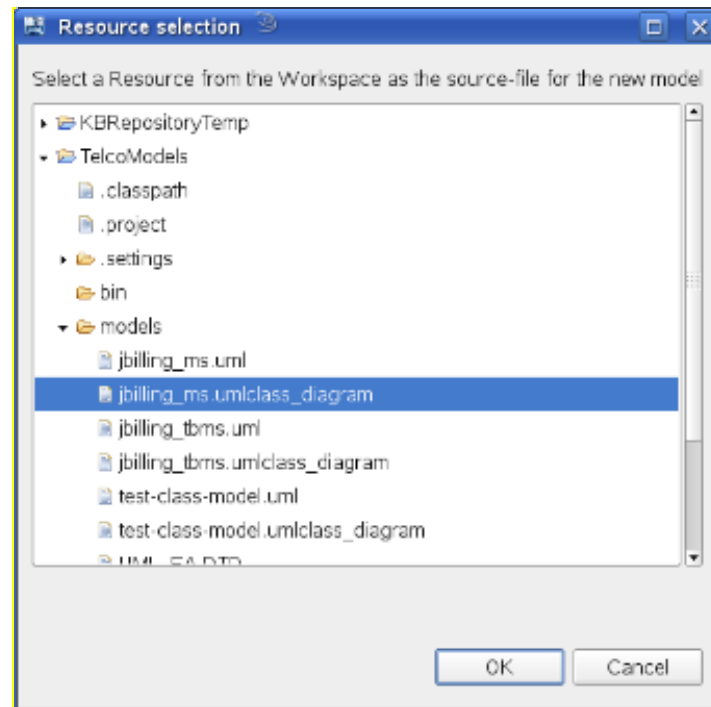 Resource selection
Select a Resource from the Workspace as the source-file for the new model
KBRepositoryTemp
TelcoModels
.classpath
.project
.settings
bin
models
jbilling_ms.uml
jbilling_ms.umlclass_diagram
jbilling_tbms.uml
jbilling_tbms.umlclass_diagram
test-class-model.uml
test-class-model.umlclass_diagram
OK Cancel